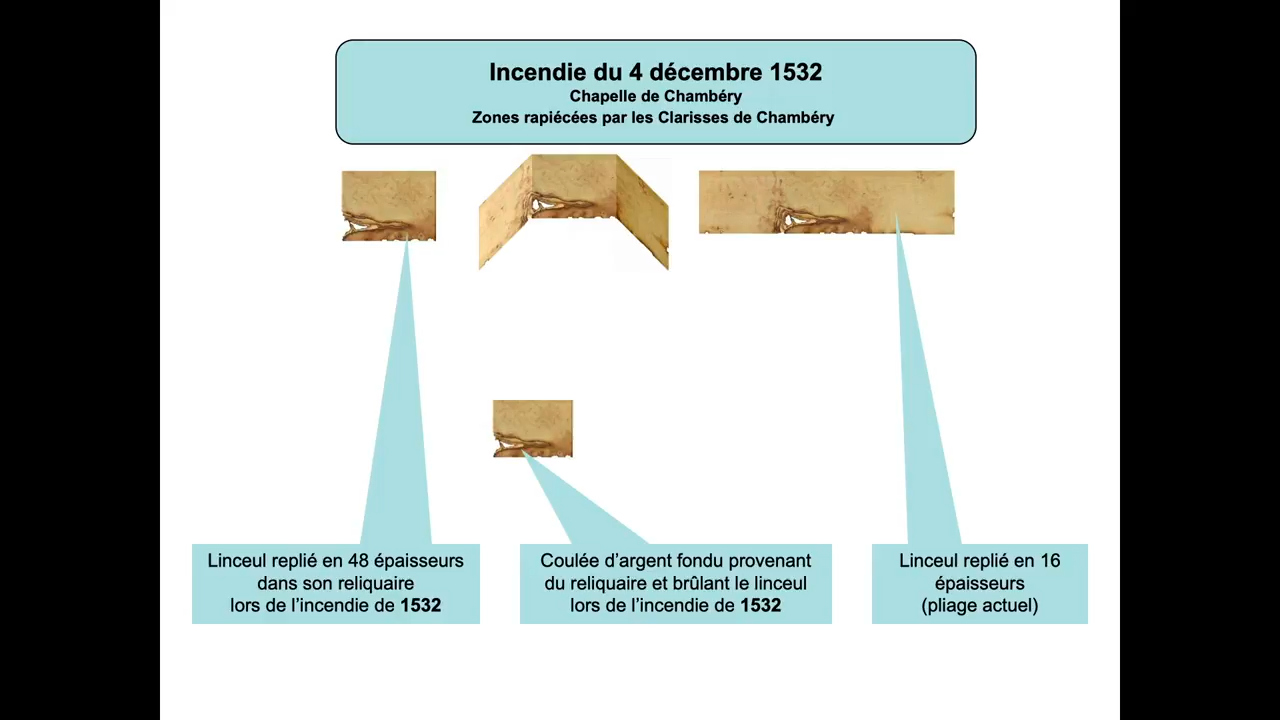 Incendie du 4 décembre 1532
Chapelle de Chambéry
Zones rapiécées par les Clarisses de Chambéry
Linceul replié en 48 épaisseurs
dans son reliquaire
lors de l’incendie de 1532
Coulée d’argent fondu provenant
du reliquaire et brûlant le linceul
lors de l’incendie de 1532
Linceul replié en 16
épaisseurs
(pliage actuel)